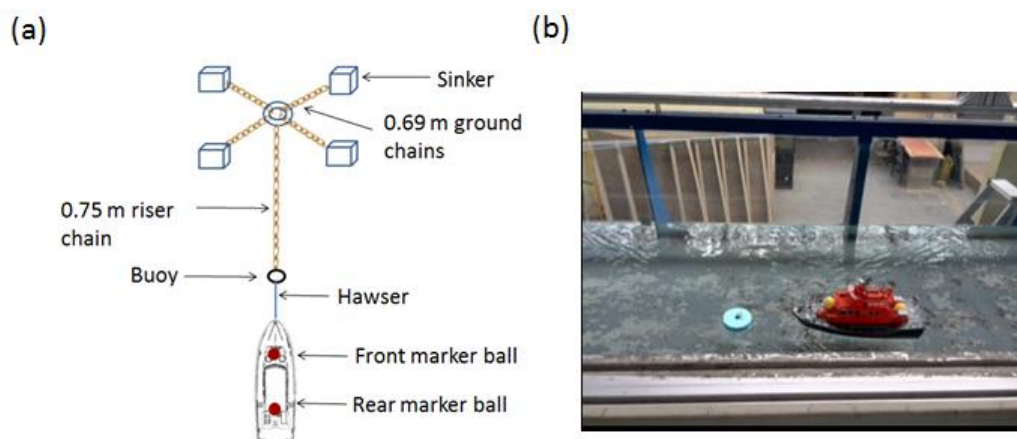 (a)
Sinker
0.69 m ground
chains
0.75 m riser
chain
Buoy
Hawser
Front marker ball
Rear marker ball
(b)